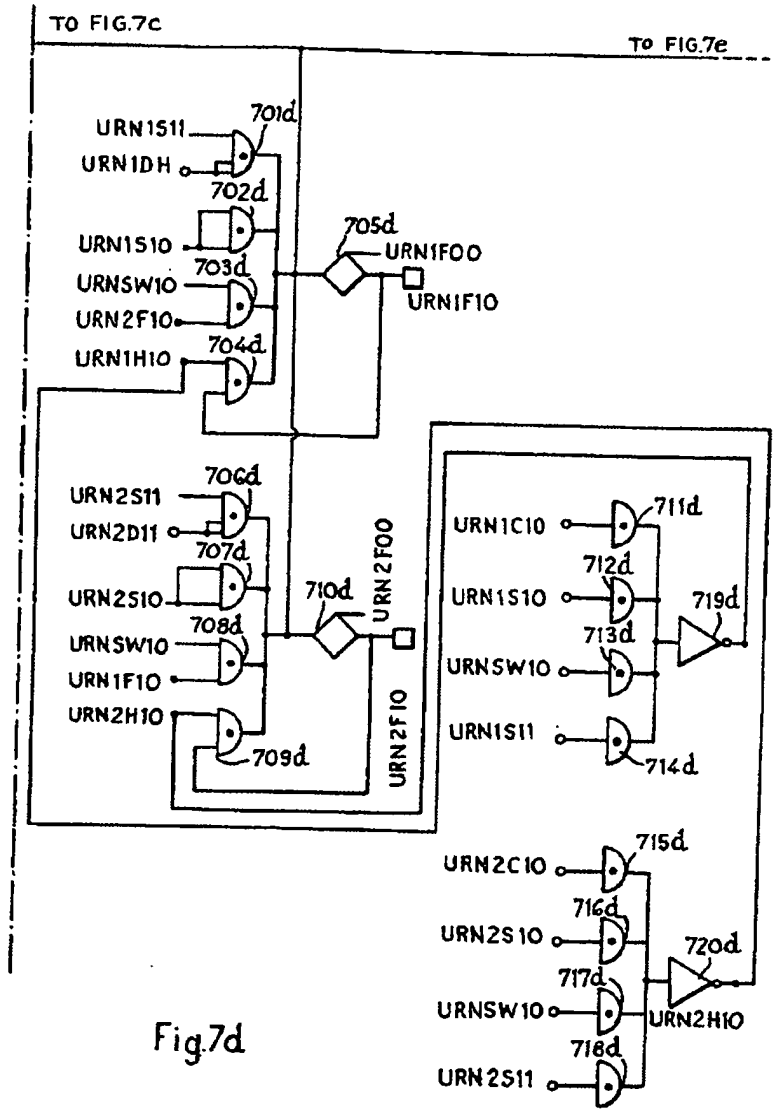 TO FIG.7c
TO FIG.7e
URN1S11
701d
URN1DH
702d
URN1S10
705d
URN1F00
703d
URNSW10
URN1F10
URN2F10
704d
URN1H10
706d
URN2S11
URN2D11
707d
URN2S10
710d
URN2F00
708d
URNSW10
URN1F10
URN2H10
709d
URN2F10
711d
URN1C10
712d
URN1S10
719d
713d
URNSW10
URN1S11
714d
715d
URN2C10
716d
URN2S10
720d
717d
URNSW10
URN2H10
718d
URN2S11
Fig.7d